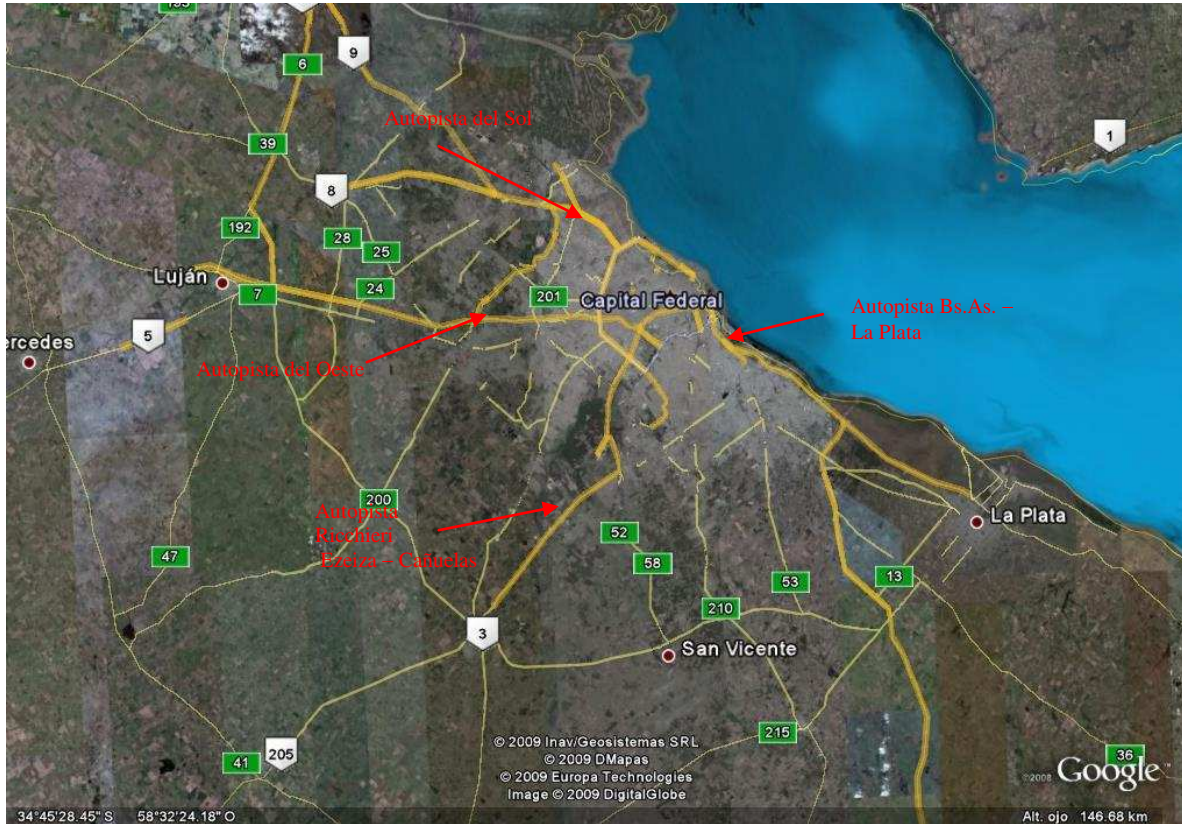 193
6
9
Autopista del Sol
1
39
8
192
28
25
Luján
7
24
201
Capital Federal
Autopista Bs.As. –
La Plata
5
ercedes
Autopista del Oeste
200
Autopista
Ricchieri
Ezeiza – Cañuelas
La Plata
52
47
58
53
13
210
3
San Vicente
215
205
41
36
© 2009 Inav/Geosistemas SRL
© 2009 DMapas
© 2009 Europa Technologies
Image © 2009 DigitalGlobe
©2008 Google™
34°45'28.45" S 58°32'24.18" O
Alt. ojo 146.68 km